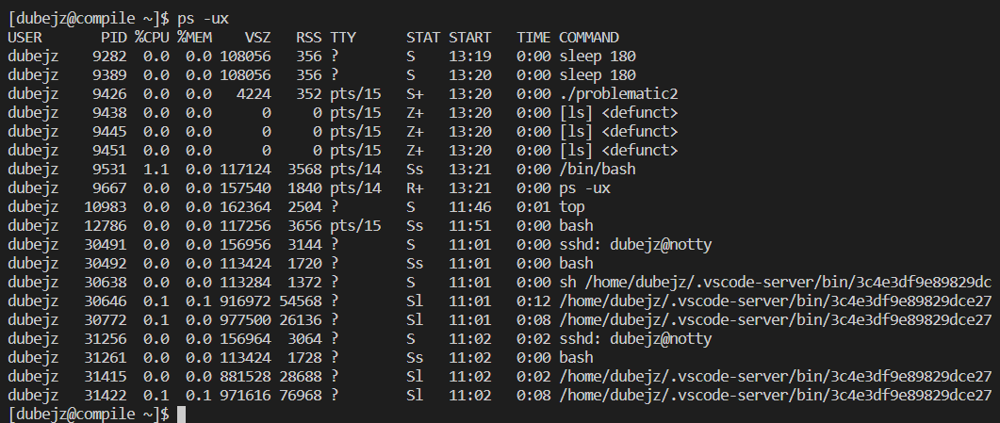 [dubejz@compile ~]$ ps -ux
USER       PID %CPU %MEM    VSZ   RSS TTY      STAT START   TIME COMMAND
dubejz    9282  0.0  0.0 108056   356 ?        S    13:19   0:00 sleep 180
dubejz    9389  0.0  0.0 108056   356 ?        S    13:20   0:00 sleep 180
dubejz    9426  0.0  0.0   4224   352 pts/15   S+   13:20   0:00 ./problematic2
dubejz    9438  0.0  0.0      0     0 pts/15   Z+   13:20   0:00 [ls] <defunct>
dubejz    9445  0.0  0.0      0     0 pts/15   Z+   13:20   0:00 [ls] <defunct>
dubejz    9451  0.0  0.0      0     0 pts/15   Z+   13:20   0:00 [ls] <defunct>
dubejz    9531  1.1  0.0 117124  3568 pts/14   Ss   13:21   0:00 /bin/bash
dubejz    9667  0.0  0.0 157540  1840 pts/14   R+   13:21   0:00 ps -ux
dubejz   10983  0.0  0.0 162364  2504 ?        S    11:46   0:01 top
dubejz   12786  0.0  0.0 117256  3656 pts/15   Ss   11:51   0:00 bash
dubejz   30491  0.0  0.0 156956  3144 ?        S    11:01   0:00 sshd: dubejz@notty
dubejz   30492  0.0  0.0 113424  1720 ?        Ss   11:01   0:00 bash
dubejz   30638  0.0  0.0 113284  1372 ?        S    11:01   0:00 sh /home/dubejz/.vscode-server/bin/3c4e3df9e89829dc
dubejz   30646  0.1  0.1 916972 54568 ?        Sl   11:01   0:12 /home/dubejz/.vscode-server/bin/3c4e3df9e89829dce27
dubejz   30772  0.1  0.0 977500 26136 ?        Sl   11:01   0:08 /home/dubejz/.vscode-server/bin/3c4e3df9e89829dce27
dubejz   31256  0.0  0.0 156964  3064 ?        S    11:02   0:02 sshd: dubejz@notty
dubejz   31261  0.0  0.0 113424  1728 ?        Ss   11:02   0:00 bash
dubejz   31415  0.0  0.0 881528 28688 ?        Sl   11:02   0:02 /home/dubejz/.vscode-server/bin/3c4e3df9e89829dce27
dubejz   31422  0.1  0.1 971616 76968 ?        Sl   11:02   0:08 /home/dubejz/.vscode-server/bin/3c4e3df9e89829dce27
[dubejz@compile ~]$